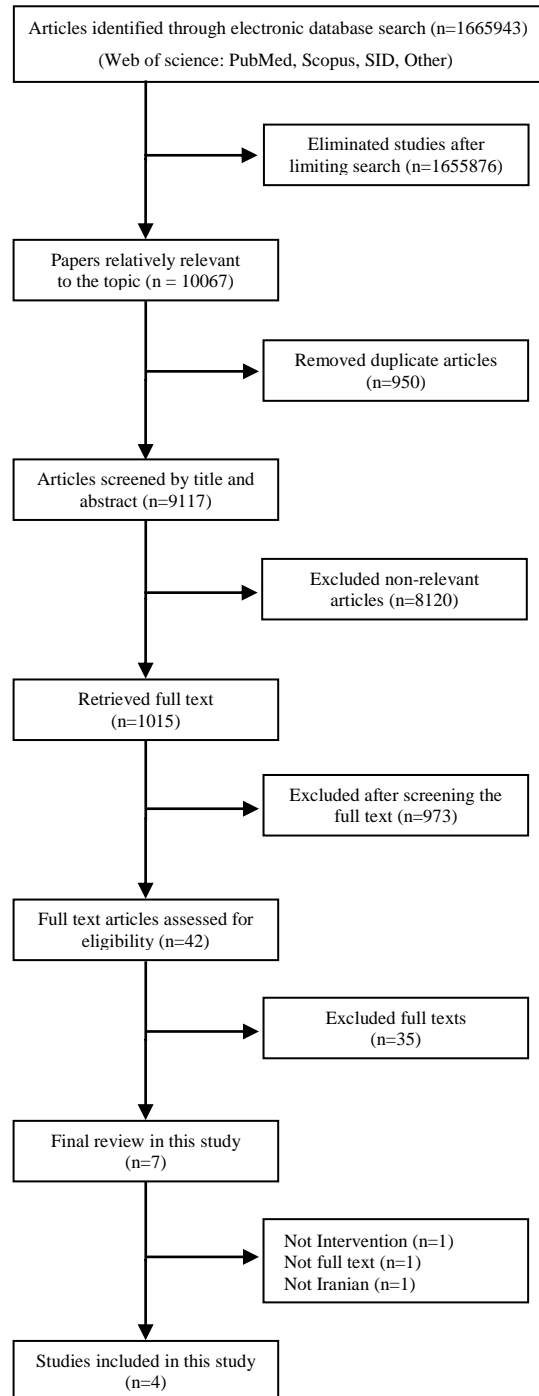 Articles identified through electronic database search (n=1665943)
(Web of science: PubMed, Scopus, SID, Other)
Eliminated studies after
limiting search (n=1655876)
Papers relatively relevant
to the topic (n = 10067)
Removed duplicate articles
(n=950)
Articles screened by title and
abstract (n=9117)
Excluded non-relevant
articles (n=8120)
Retrieved full text
(n=1015)
Excluded after screening the
full text (n=973)
Full text articles assessed for
eligibility (n=42)
Excluded full texts
(n=35)
Final review in this study
(n=7)
Not Intervention (n=1)
Not full text (n=1)
Not Iranian (n=1)
Studies included in this study
(n=4)